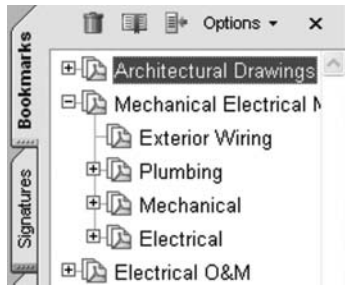 Options
Bookmarks
Signatures
Architectural Drawings
Mechanical Electrical
Exterior Wiring
Plumbing
Mechanical
Electrical
Electrical O&M